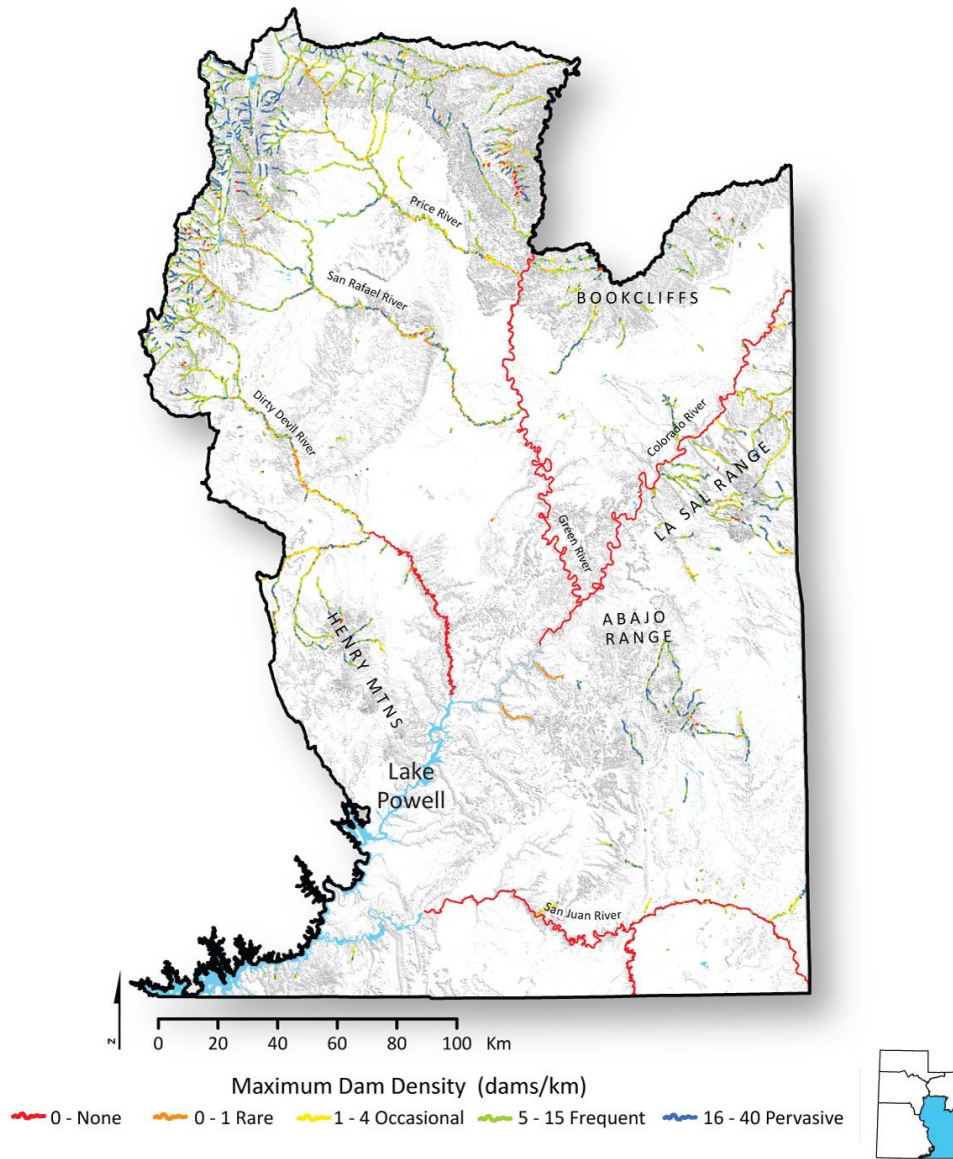 Price River
BOOKCLIFFS
San Rafael River
Colorado River
Dirty Devil River
LA SAL RANGE
Green River
ABAJO
RANGE
HENRY MTNS
Lake
Powell
San Juan River
N
0 20 40 60 80 100 Km
Maximum Dam Density (dams/km)
0 - None 0 - 1 Rare 1 - 4 Occasional 5 - 15 Frequent 16 - 40 Pervasive